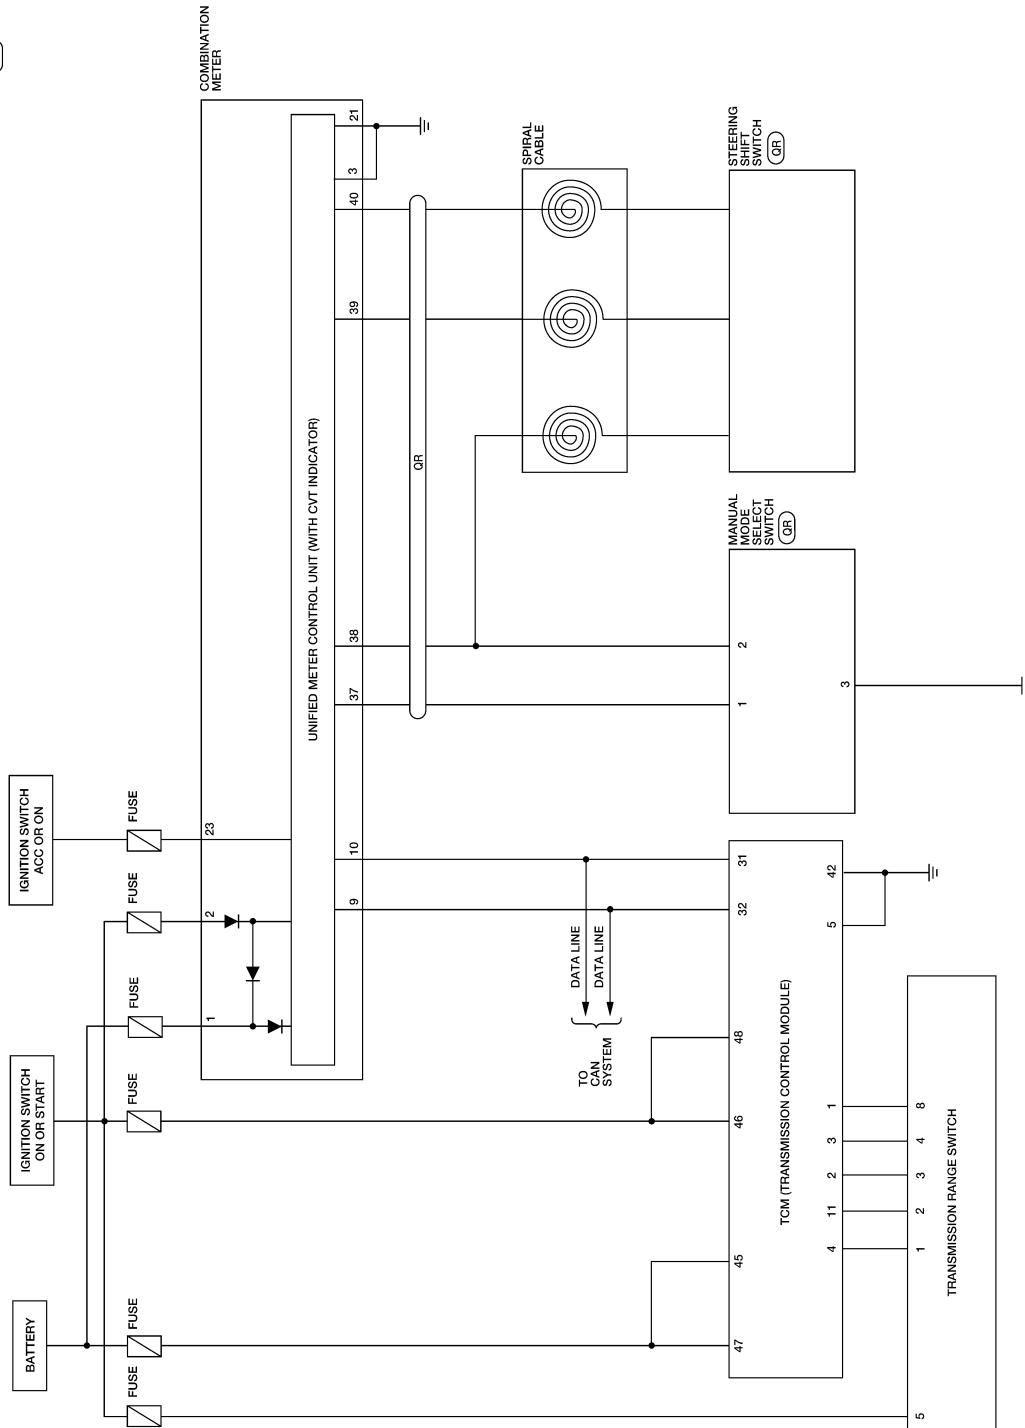 BATTERY
IGNITION SWITCH
ON OR START
IGNITION SWITCH
ACC OR ON
FUSE
FUSE
FUSE
FUSE
FUSE
FUSE
COMBINATION
METER
1
2
23
UNIFIED METER CONTROL UNIT (WITH CVT INDICATOR)
9
10
37
38
39
40
3
21
QR
SPIRAL
CABLE
DATA LINE
DATA LINE
TO
CAN
SYSTEM
STEERING
SHIFT
SWITCH
QR
MANUAL
MODE
SELECT
SWITCH
QR
1
2
3
47
45
46
48
32
31
TCM (TRANSMISSION CONTROL MODULE)
4
11
2
3
1
5
42
5
1
2
3
4
8
TRANSMISSION RANGE SWITCH